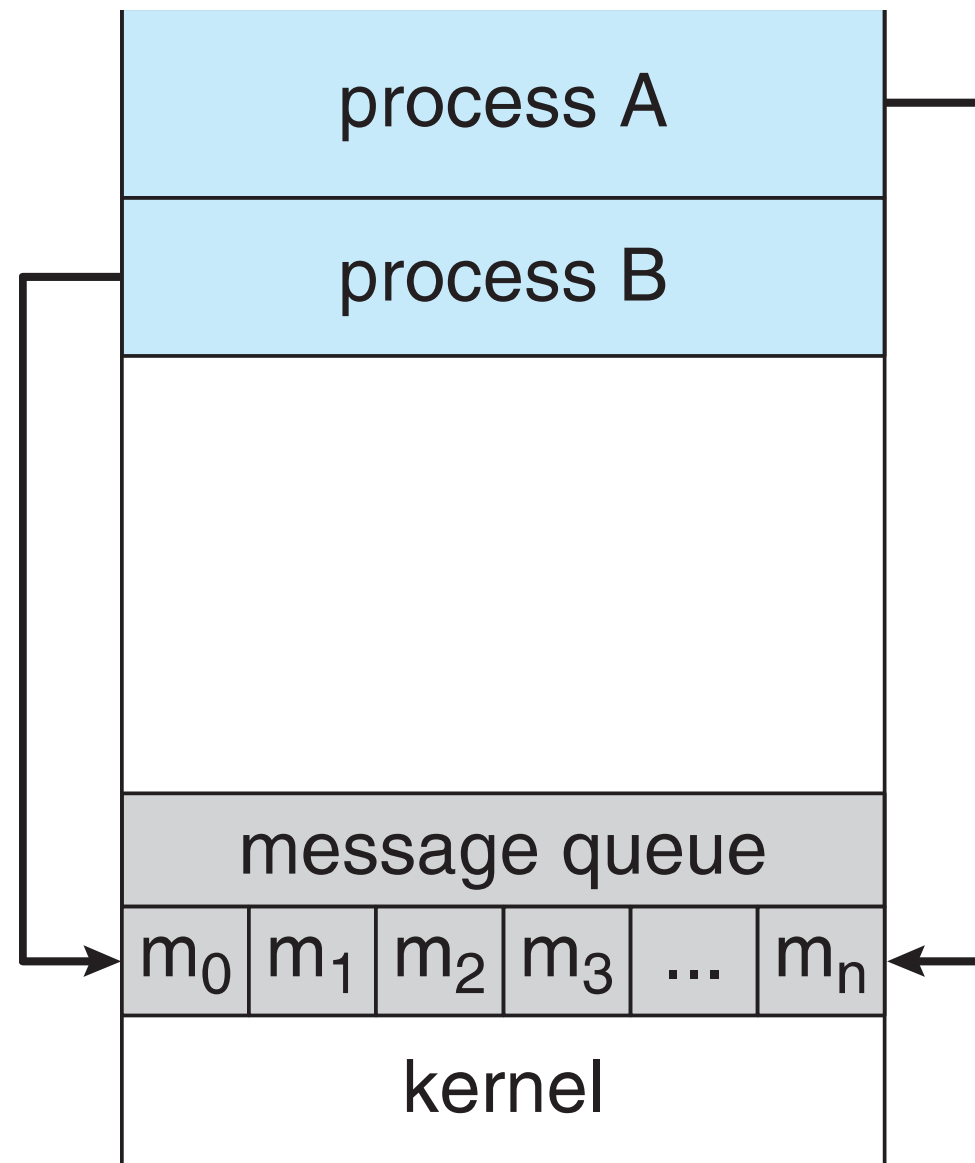 process A
process B
message queue
m₀ m₁ m₂ m₃ ... mₙ
kernel